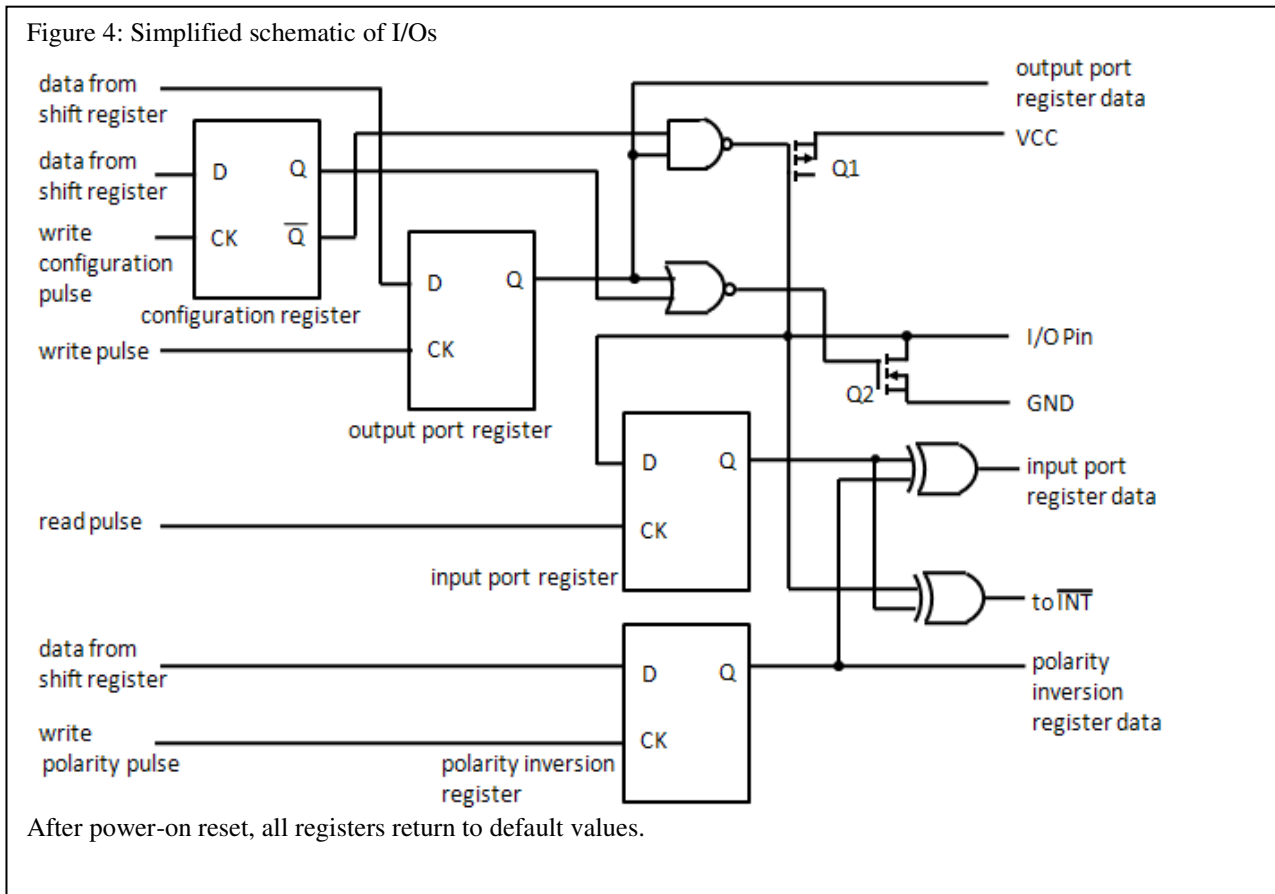 Figure 4: Simplified schematic of I/Os
data from
shift register
output port
register data
VCC
Q1
data from
shift register
D
Q
write
configuration
pulse
CK
Q̅
configuration register
D
Q
CK
write pulse
output port register
I/O Pin
Q2
GND
D
Q
input port
register data
read pulse
CK
input port register
to I̅N̅T̅
data from
shift register
D
Q
polarity
inversion
register data
write
polarity pulse
CK
polarity inversion
register
After power-on reset, all registers return to default values.